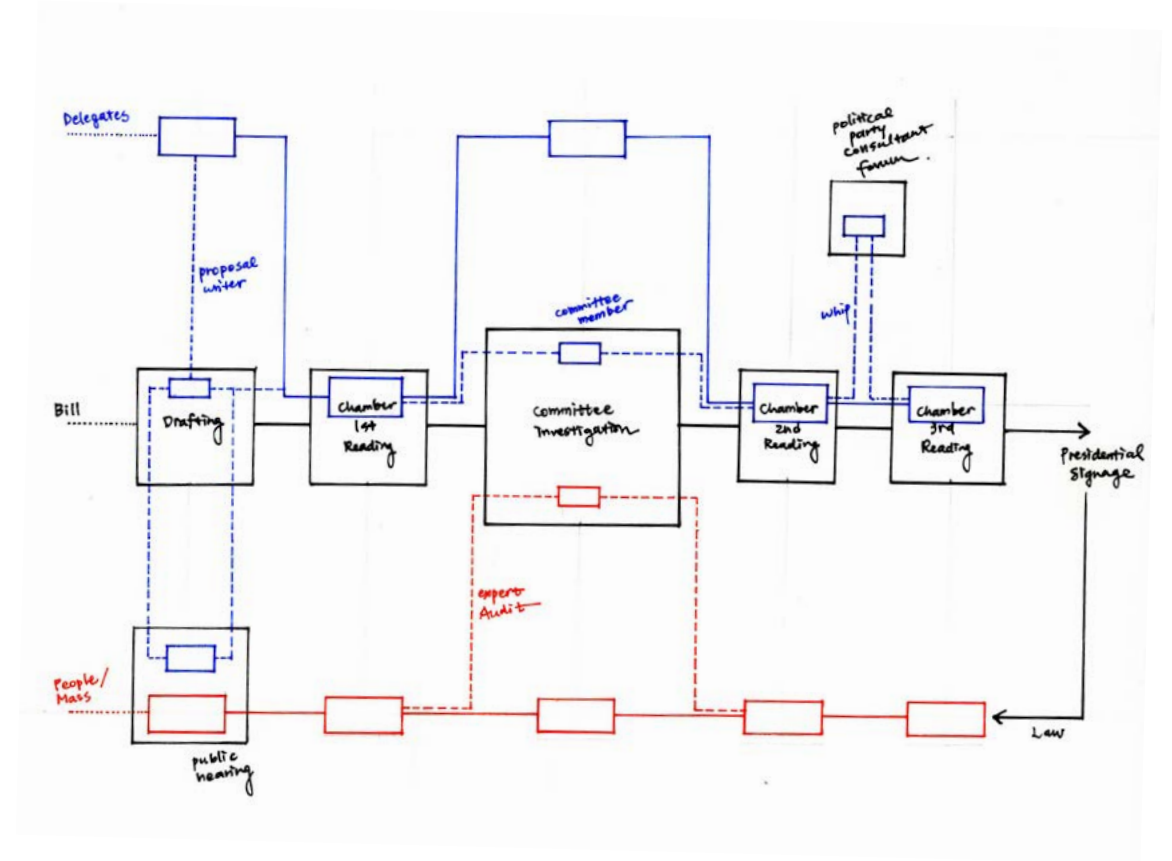 Delegates
political
party
consultant
forum.
proposal
writer
committee
member
whip
Bill
Drafting
Chamber
1st
Reading
Committee
Investigation
Chamber
2nd
Reading
Chamber
3rd
Reading
Presidential
Signage
expert
Audit
People/
Mass
Law
public
hearing